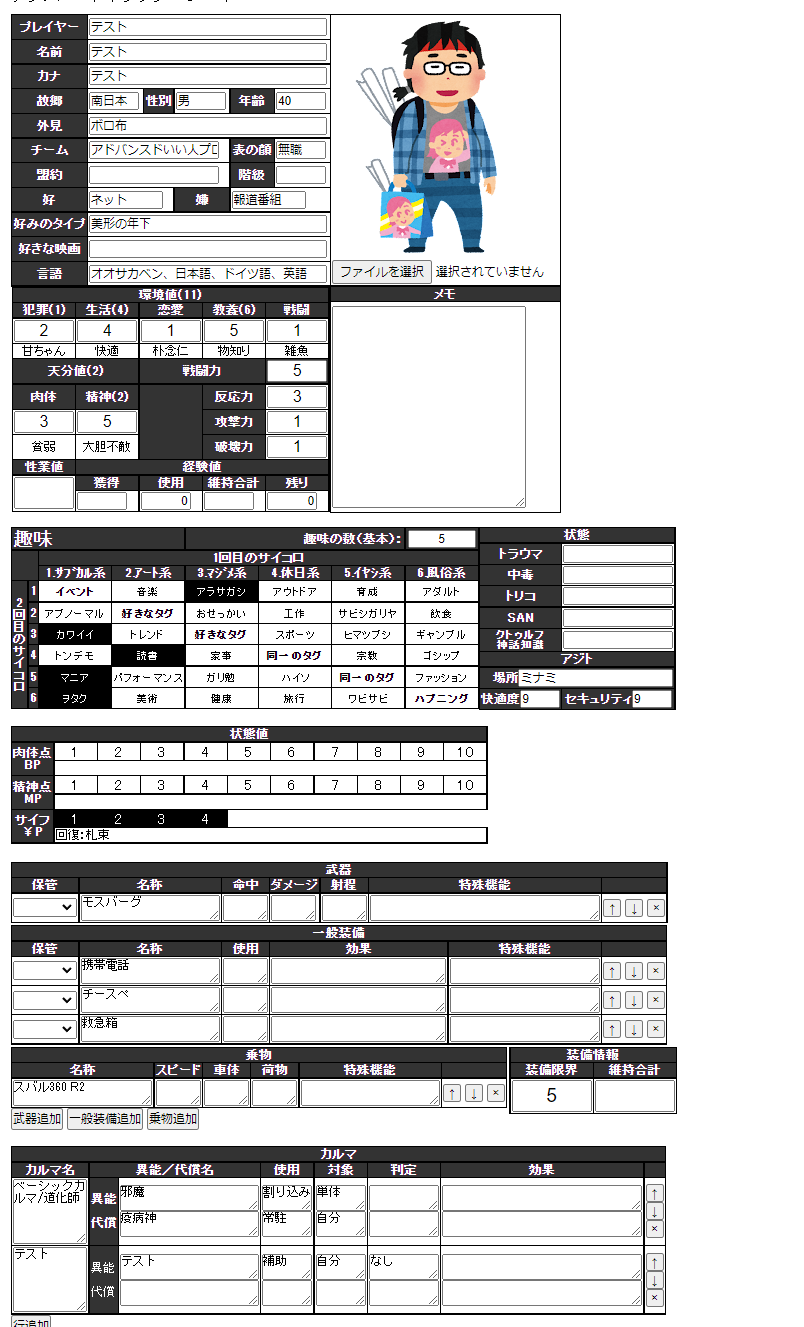 プレイヤー テスト
名前 テスト
カナ テスト
故郷 南日本 性別 男 年齢 40
外見 ボロ布
チーム アドバンスドいい人プロ 表の顔 無職
盟約 階級
好 ネット 嫌 報道番組
好みのタイプ 美形の年下
好きな映画
言語 オオサカベン、日本語、ドイツ語、英語
ファイルを選択 選択されていません
環境値(11) メモ
犯罪(1) 生活(4) 恋愛 教養(6) 戦闘
2 4 1 5 1
甘ちゃん 快適 朴念仁 物知り 雑魚
天分値(2) 戦闘力 5
肉体 精神(2) 反応力 3
3 5 攻撃力 1
貧弱 大胆不敵 破壊力 1
性業値 経験値
獲得 使用 維持合計 残り
0 0
趣味 趣味の数(基本): 5 状態
1回目のサイコロ トラウマ
1.サブカル系 2.アート系 3.マジメ系 4.休日系 5.イヤシ系 6.風俗系 中毒
2回目のサイコロ
1 イベント 音楽 アラサガシ アウトドア 育成 アダルト トリコ
2 アブノーマル 好きなタグ おせっかい 工作 サビシガリヤ 飲食 SAN
3 カワイイ トレンド 好きなタグ スポーツ ヒマツブシ ギャンブル クトゥルフ神話知識
4 トンデモ 読書 家事 同一のタグ 宗教 ゴシップ アジト
5 マニア パフォーマンス ガリ勉 ハイソ 同一のタグ ファッション 場所 ミナミ
6 ヲタク 美術 健康 旅行 ワビサビ ハプニング 快適度 9 セキュリティ 9
状態値
肉体点 BP 1 2 3 4 5 6 7 8 9 10
精神点 MP 1 2 3 4 5 6 7 8 9 10
サイフ ¥P 1 2 3 4
回復:札束
武器
保管 名称 命中 ダメージ 射程 特殊機能
モスバーグ ↑ ↓ ×
一般装備
保管 名称 使用 効果 特殊機能
携帯電話 ↑ ↓ ×
チースペ ↑ ↓ ×
救急箱 ↑ ↓ ×
乗物 装備情報
名称 スピード 車体 荷物 特殊機能 装備限界 維持合計
スバル360 R2 ↑ ↓ × 5
武器追加 一般装備追加 乗物追加
カルマ
カルマ名 異能/代償名 使用 対象 判定 効果
ベーシックカルマ/道化師 異能 邪魔 割り込み 単体 ↑ ↓ ×
代償 疫病神 常駐 自分
テスト 異能 テスト 補助 自分 なし ↑ ↓ ×
代償
行追加